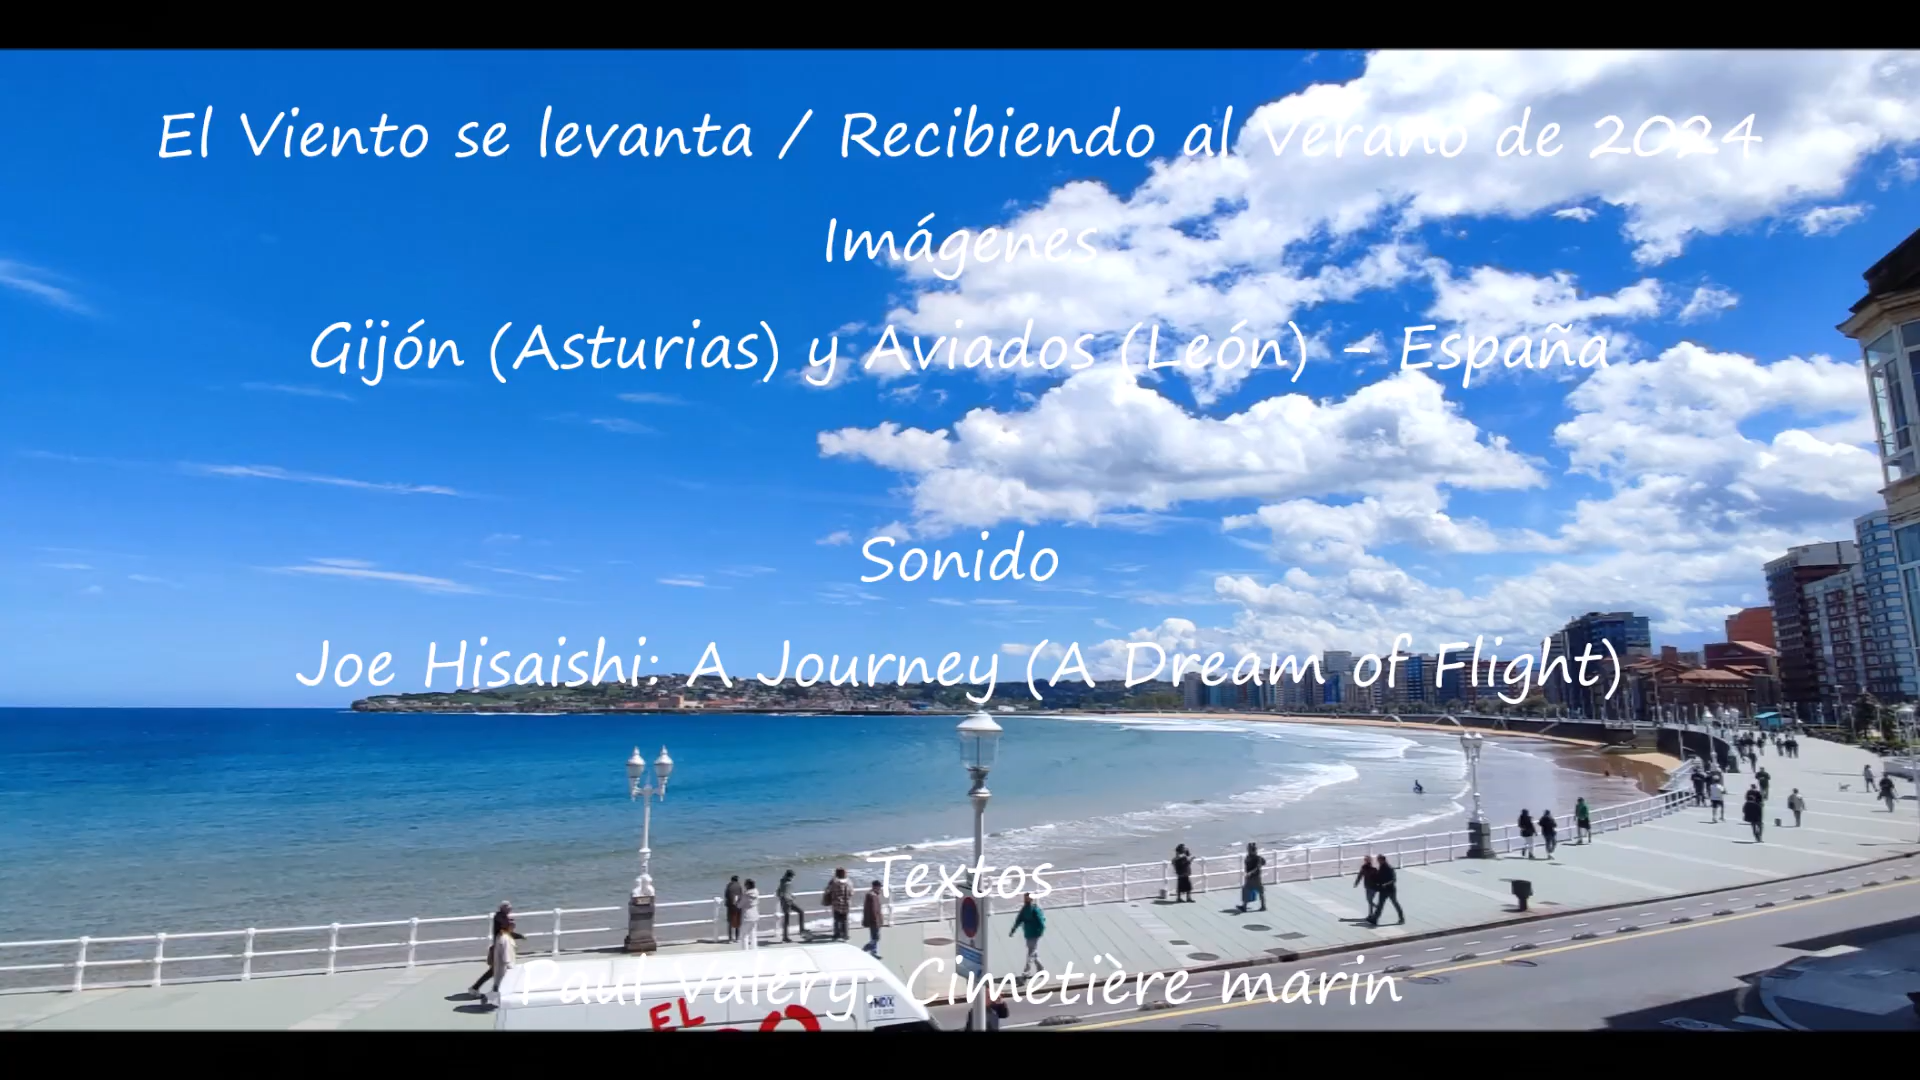 El Viento se levanta / Recibiendo al Verano de 2024
Imágenes
Gijón (Asturias) y Aviados (León) - España
Sonido
Joe Hisaishi: A Journey (A Dream of Flight)
Textos
Paul Valéry: Cimetière marin
EL